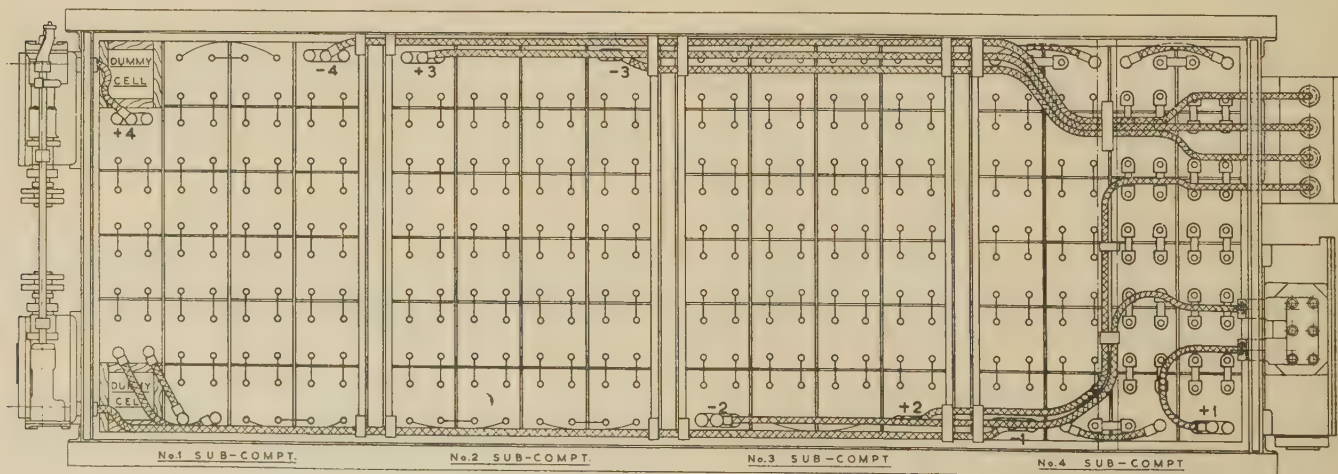 DUMMY
CELL
-4
+3
-3
+4
DUMMY
CELL
-2
+2
-1
+1
No.1 SUB-COMPT.
No.2 SUB-COMPT.
No.3 SUB-COMPT
No.4 SUB-COMPT